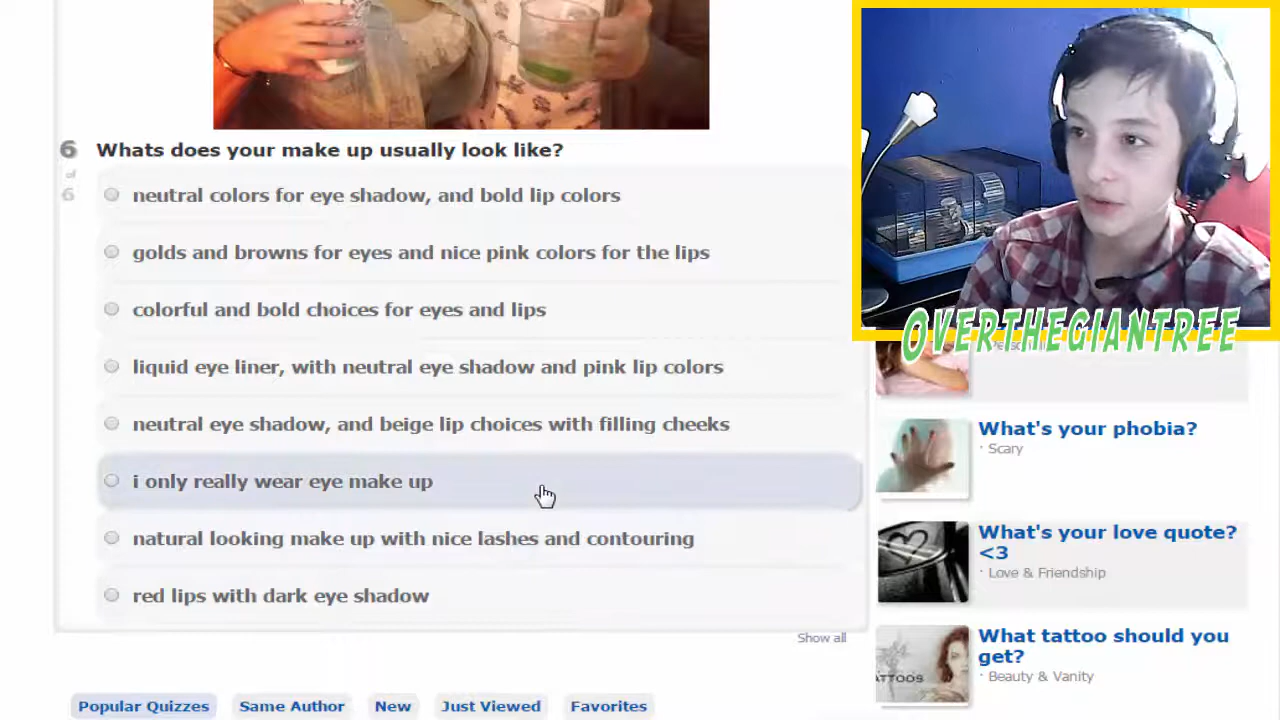 6 Whats does your make up usually look like?
of
6
neutral colors for eye shadow, and bold lip colors
golds and browns for eyes and nice pink colors for the lips
colorful and bold choices for eyes and lips
liquid eye liner, with neutral eye shadow and pink lip colors
neutral eye shadow, and beige lip choices with filling cheeks
i only really wear eye make up
natural looking make up with nice lashes and contouring
red lips with dark eye shadow
Show all
Popular Quizzes Same Author New Just Viewed Favorites
OVERTHEGIANTREE
What's your phobia?
· Scary
What's your love quote?
<3
· Love & Friendship
What tattoo should you
get?
· Beauty & Vanity